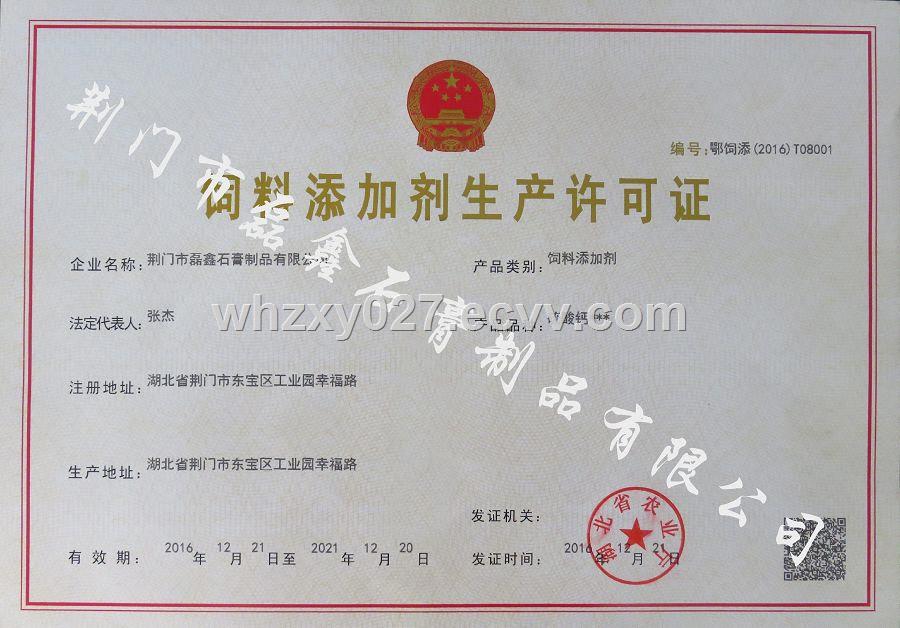 编号:鄂饲添(2016)T08001
饲料添加剂生产许可证
企业名称:荆门市磊鑫石膏制品有限公司
产品类别:饲料添加剂
法定代表人:张杰
产品品种:硫酸钙***
注册地址:湖北省荆门市东宝区工业园幸福路
生产地址:湖北省荆门市东宝区工业园幸福路
发证机关:
湖北省农业厅
有效期:2016年12月21日至2021年12月20日
发证时间:2016年12月21日
荆门市磊鑫石膏制品有限公司
whzxy027.ecvv.com